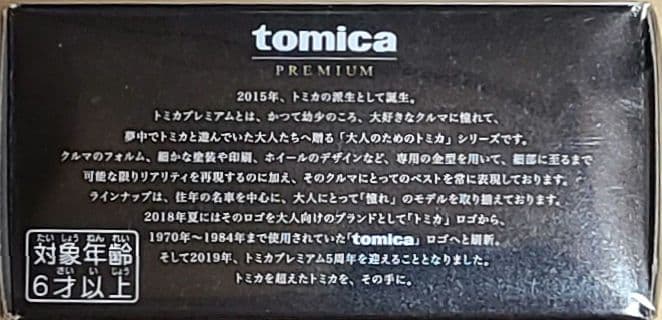 tomica
PREMIUM
2015年、トミカの派生として誕生。
トミカプレミアムとは、かつて幼少のころ、大好きなクルマに憧れて、
夢中でトミカと遊んでいた大人たちへ贈る「大人のためのトミカ」シリーズです。
クルマのフォルム、細かな塗装や印刷、ホイールのデザインなど、専用の金型を用いて、細部に至るまで
可能な限りリアリティを再現するのに加え、そのクルマにとってのベストを常に表現しております。
ラインナップは、往年の名車を中心に、大人にとって「憧れ」のモデルを取り揃えております。
2018年夏にはそのロゴを大人向けのブランドとして「トミカ」ロゴから、
1970年〜1984年まで使用されていた「tomica」ロゴへと刷新。
そして2019年、トミカプレミアム5周年を迎えることとなりました。
トミカを超えたトミカを、その手に。
たいしょうねんれい
対象年齢
さいいじょう
6才以上